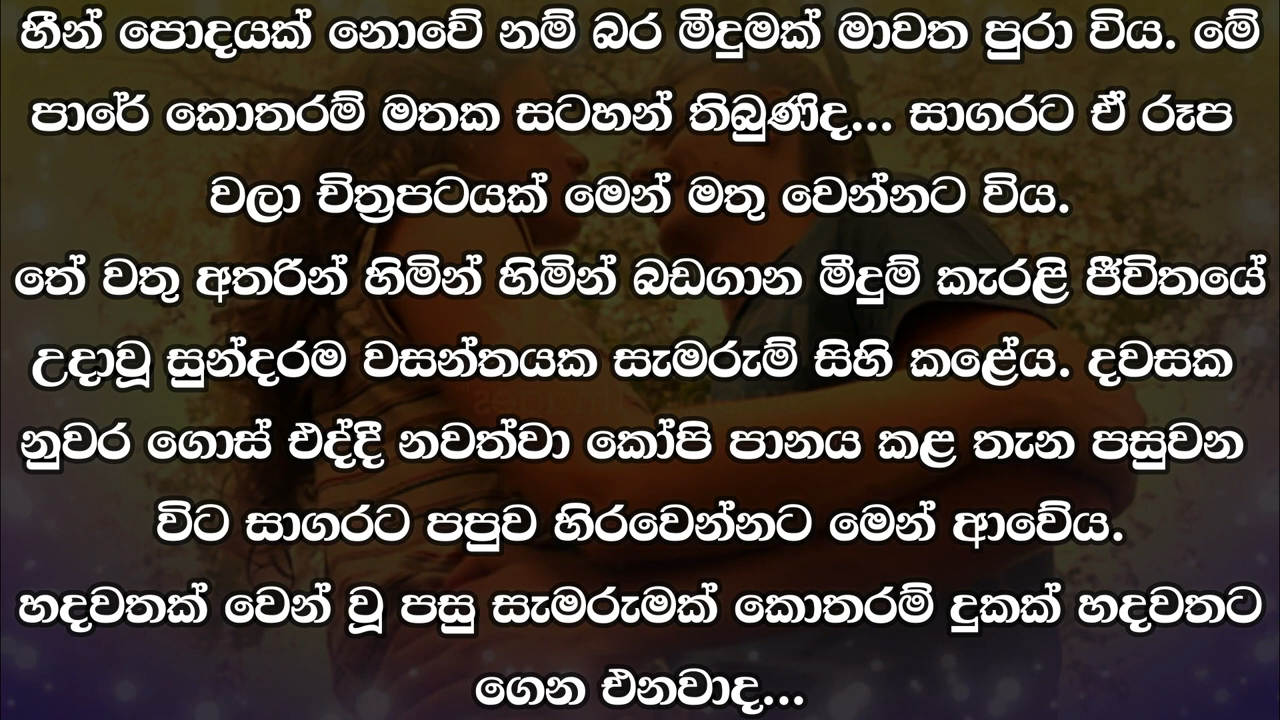 හීන් පොදයක් නොවේ නම් බර මීදුමක් මාවත පුරා විය. මේ
පාරේ කොතරම් මතක සටහන් තිබුණිද... සාගරට ඒ රූප
වලා චිත්‍රපටයක් මෙන් මතු වෙන්නට විය.
තේ වතු අතරින් හිමින් හිමින් බඩගාන මීදුම් කැරළි ජීවිතයේ
උදාවූ සුන්දරම වසන්තයක සැමරුම් සිහි කළේය. දවසක
නුවර ගොස් එද්දී නවත්වා කෝපි පානය කළ තැන පසුවන
විට සාගරට පපුව හිරවෙන්නට මෙන් ආවේය.
හදවතක් වෙන් වූ පසු සැමරුමක් කොතරම් දුකක් හදවතට
ගෙන එනවාද...